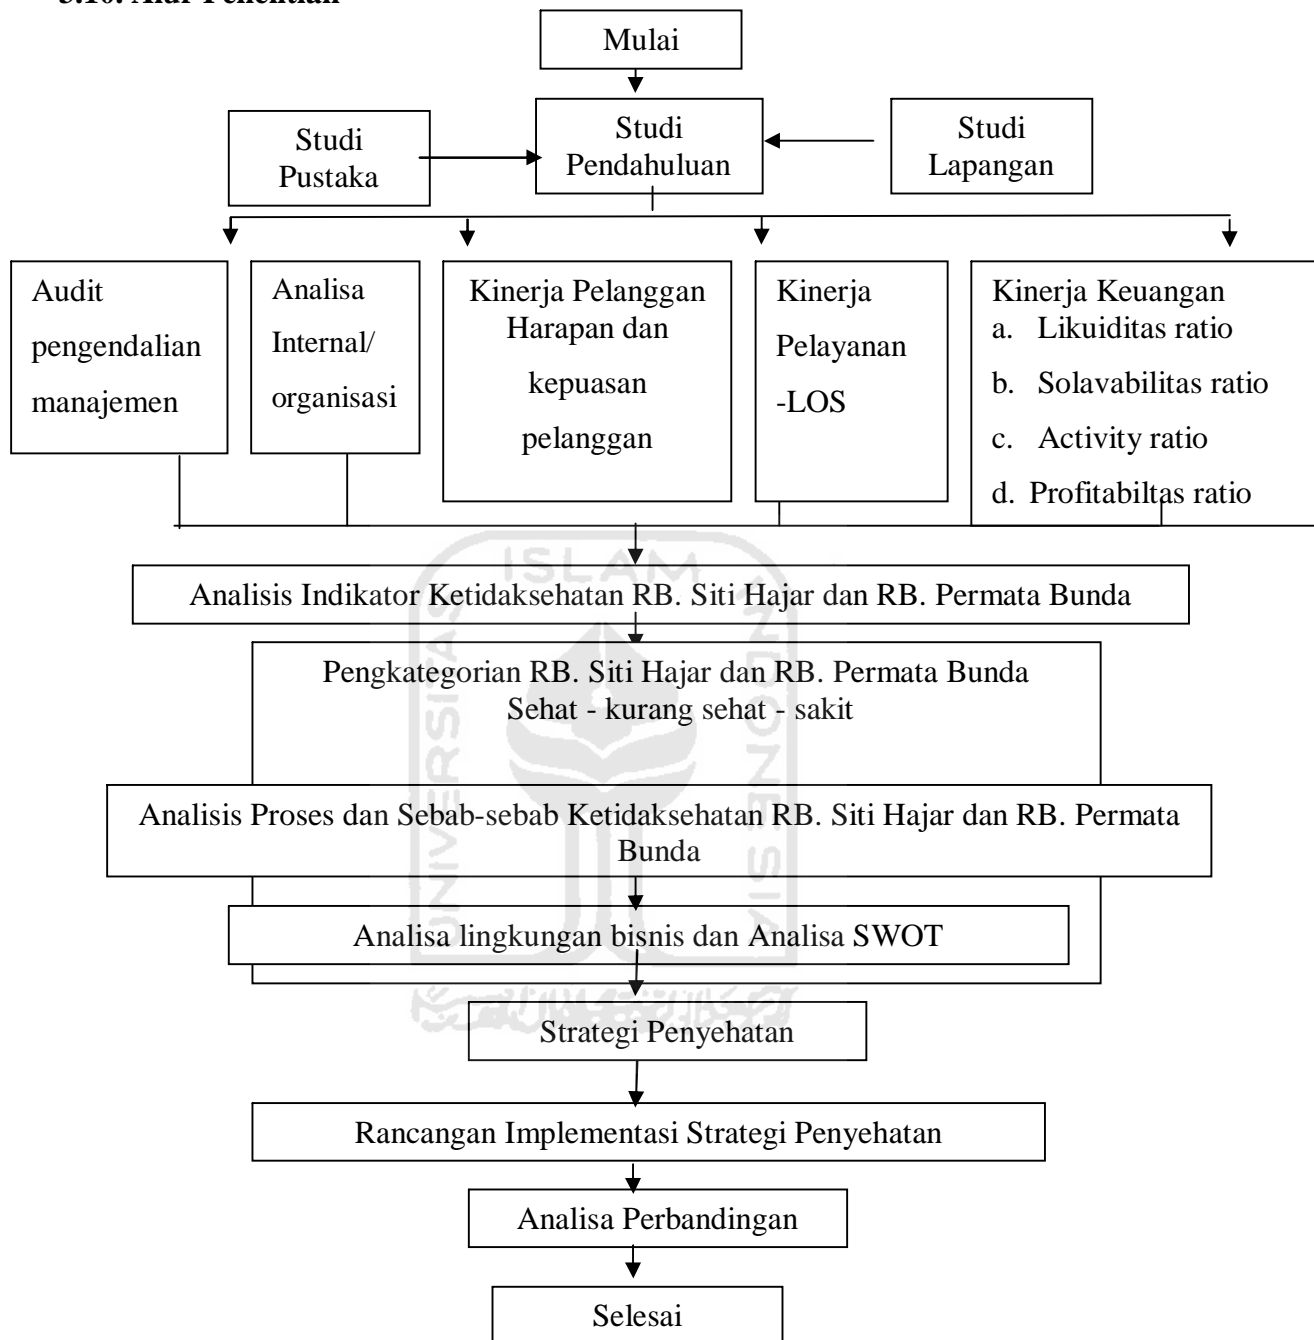 3.10. Alur Penelitian
Mulai
Studi
Pustaka
Studi
Pendahuluan
Studi
Lapangan
Audit
pengendalian
manajemen
Analisa
Internal/
organisasi
Kinerja Pelanggan
Harapan dan
kepuasan
pelanggan
Kinerja
Pelayanan
-LOS
Kinerja Keuangan
a. Likuiditas ratio
b. Solavabilitas ratio
c. Activity ratio
d. Profitabiltas ratio
Analisis Indikator Ketidaksehatan RB. Siti Hajar dan RB. Permata Bunda
Pengkategorian RB. Siti Hajar dan RB. Permata Bunda
Sehat - kurang sehat - sakit
Analisis Proses dan Sebab-sebab Ketidaksehatan RB. Siti Hajar dan RB. Permata
Bunda
Analisa lingkungan bisnis dan Analisa SWOT
Strategi Penyehatan
Rancangan Implementasi Strategi Penyehatan
Analisa Perbandingan
Selesai
UNIVERSITAS
ISLAM
INDONESIA